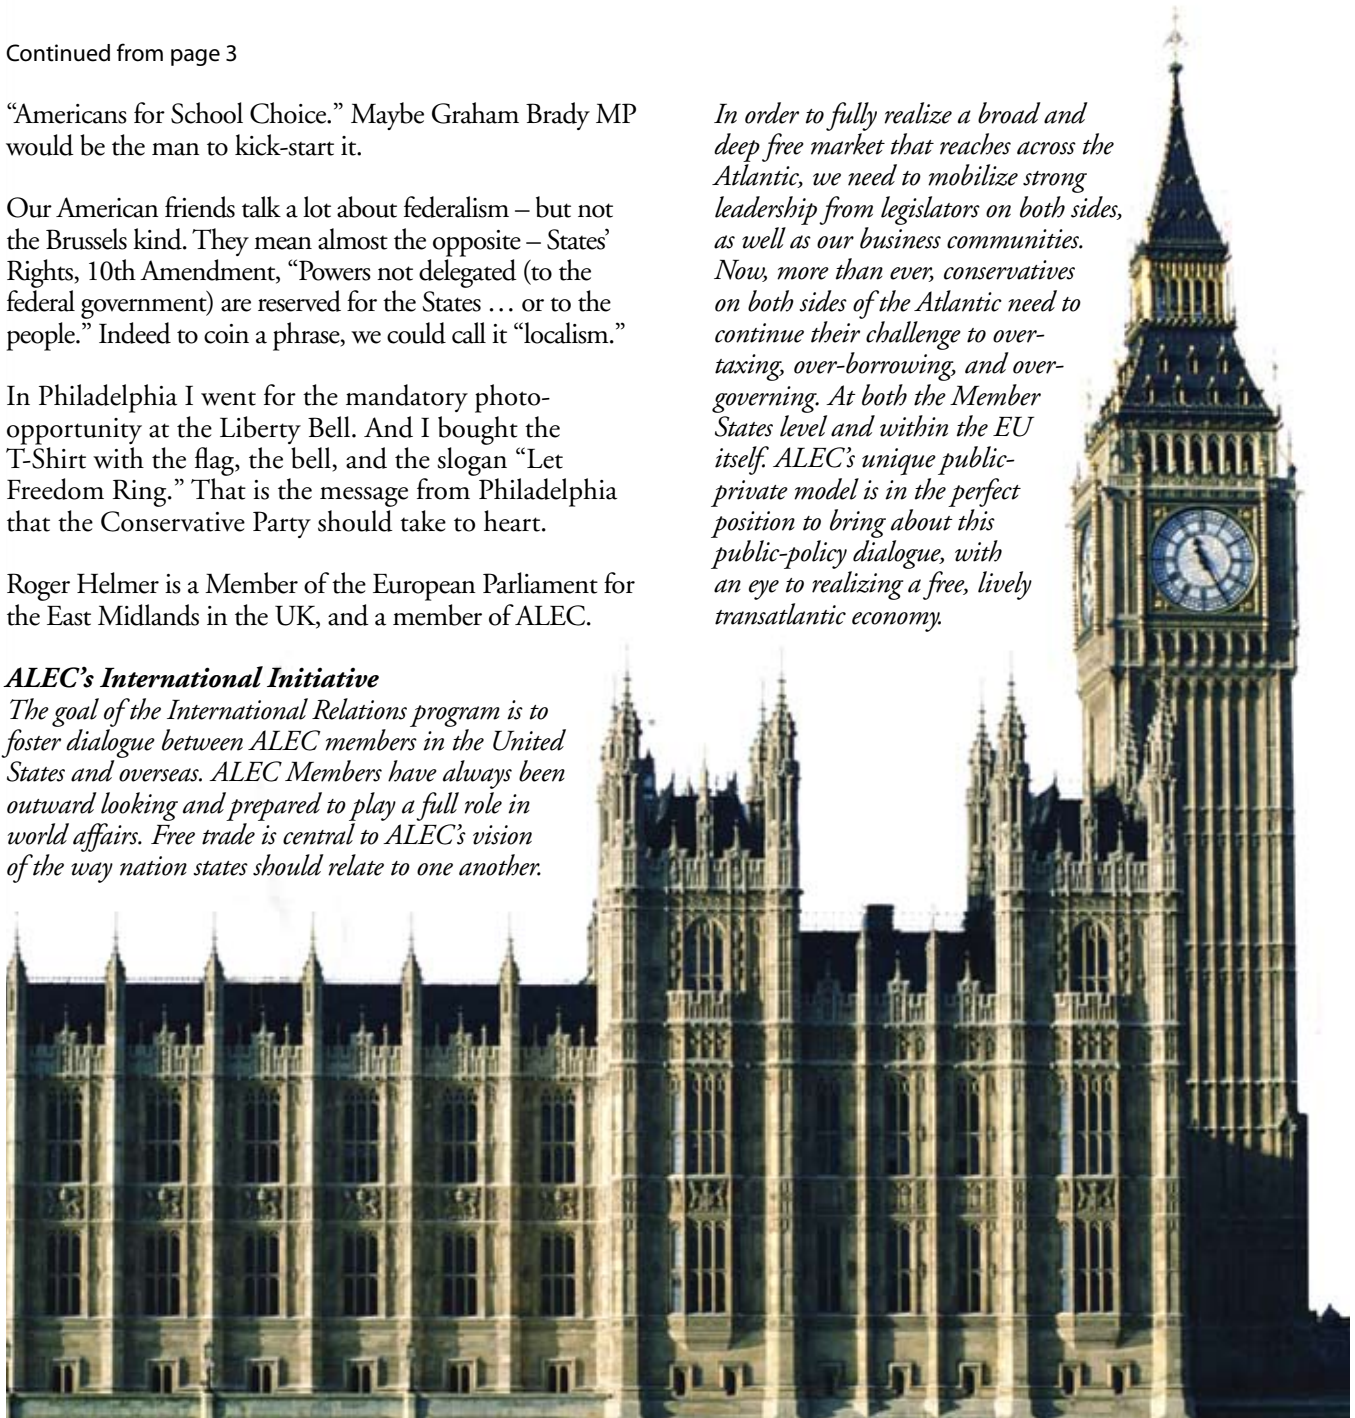 Continued from page 3
“Americans for School Choice.” Maybe Graham Brady MP
would be the man to kick-start it.
Our American friends talk a lot about federalism – but not
the Brussels kind. They mean almost the opposite – States’
Rights, 10th Amendment, “Powers not delegated (to the
federal government) are reserved for the States … or to the
people.” Indeed to coin a phrase, we could call it “localism.”
In Philadelphia I went for the mandatory photo-
opportunity at the Liberty Bell. And I bought the
T-Shirt with the flag, the bell, and the slogan “Let
Freedom Ring.” That is the message from Philadelphia
that the Conservative Party should take to heart.
Roger Helmer is a Member of the European Parliament for
the East Midlands in the UK, and a member of ALEC.
ALEC’s International Initiative
The goal of the International Relations program is to
foster dialogue between ALEC members in the United
States and overseas. ALEC Members have always been
outward looking and prepared to play a full role in
world affairs. Free trade is central to ALEC’s vision
of the way nation states should relate to one another.
In order to fully realize a broad and
deep free market that reaches across the
Atlantic, we need to mobilize strong
leadership from legislators on both sides,
as well as our business communities.
Now, more than ever, conservatives
on both sides of the Atlantic need to
continue their challenge to over-
taxing, over-borrowing, and over-
governing. At both the Member
States level and within the EU
itself. ALEC’s unique public-
private model is in the perfect
position to bring about this
public-policy dialogue, with
an eye to realizing a free, lively
transatlantic economy.